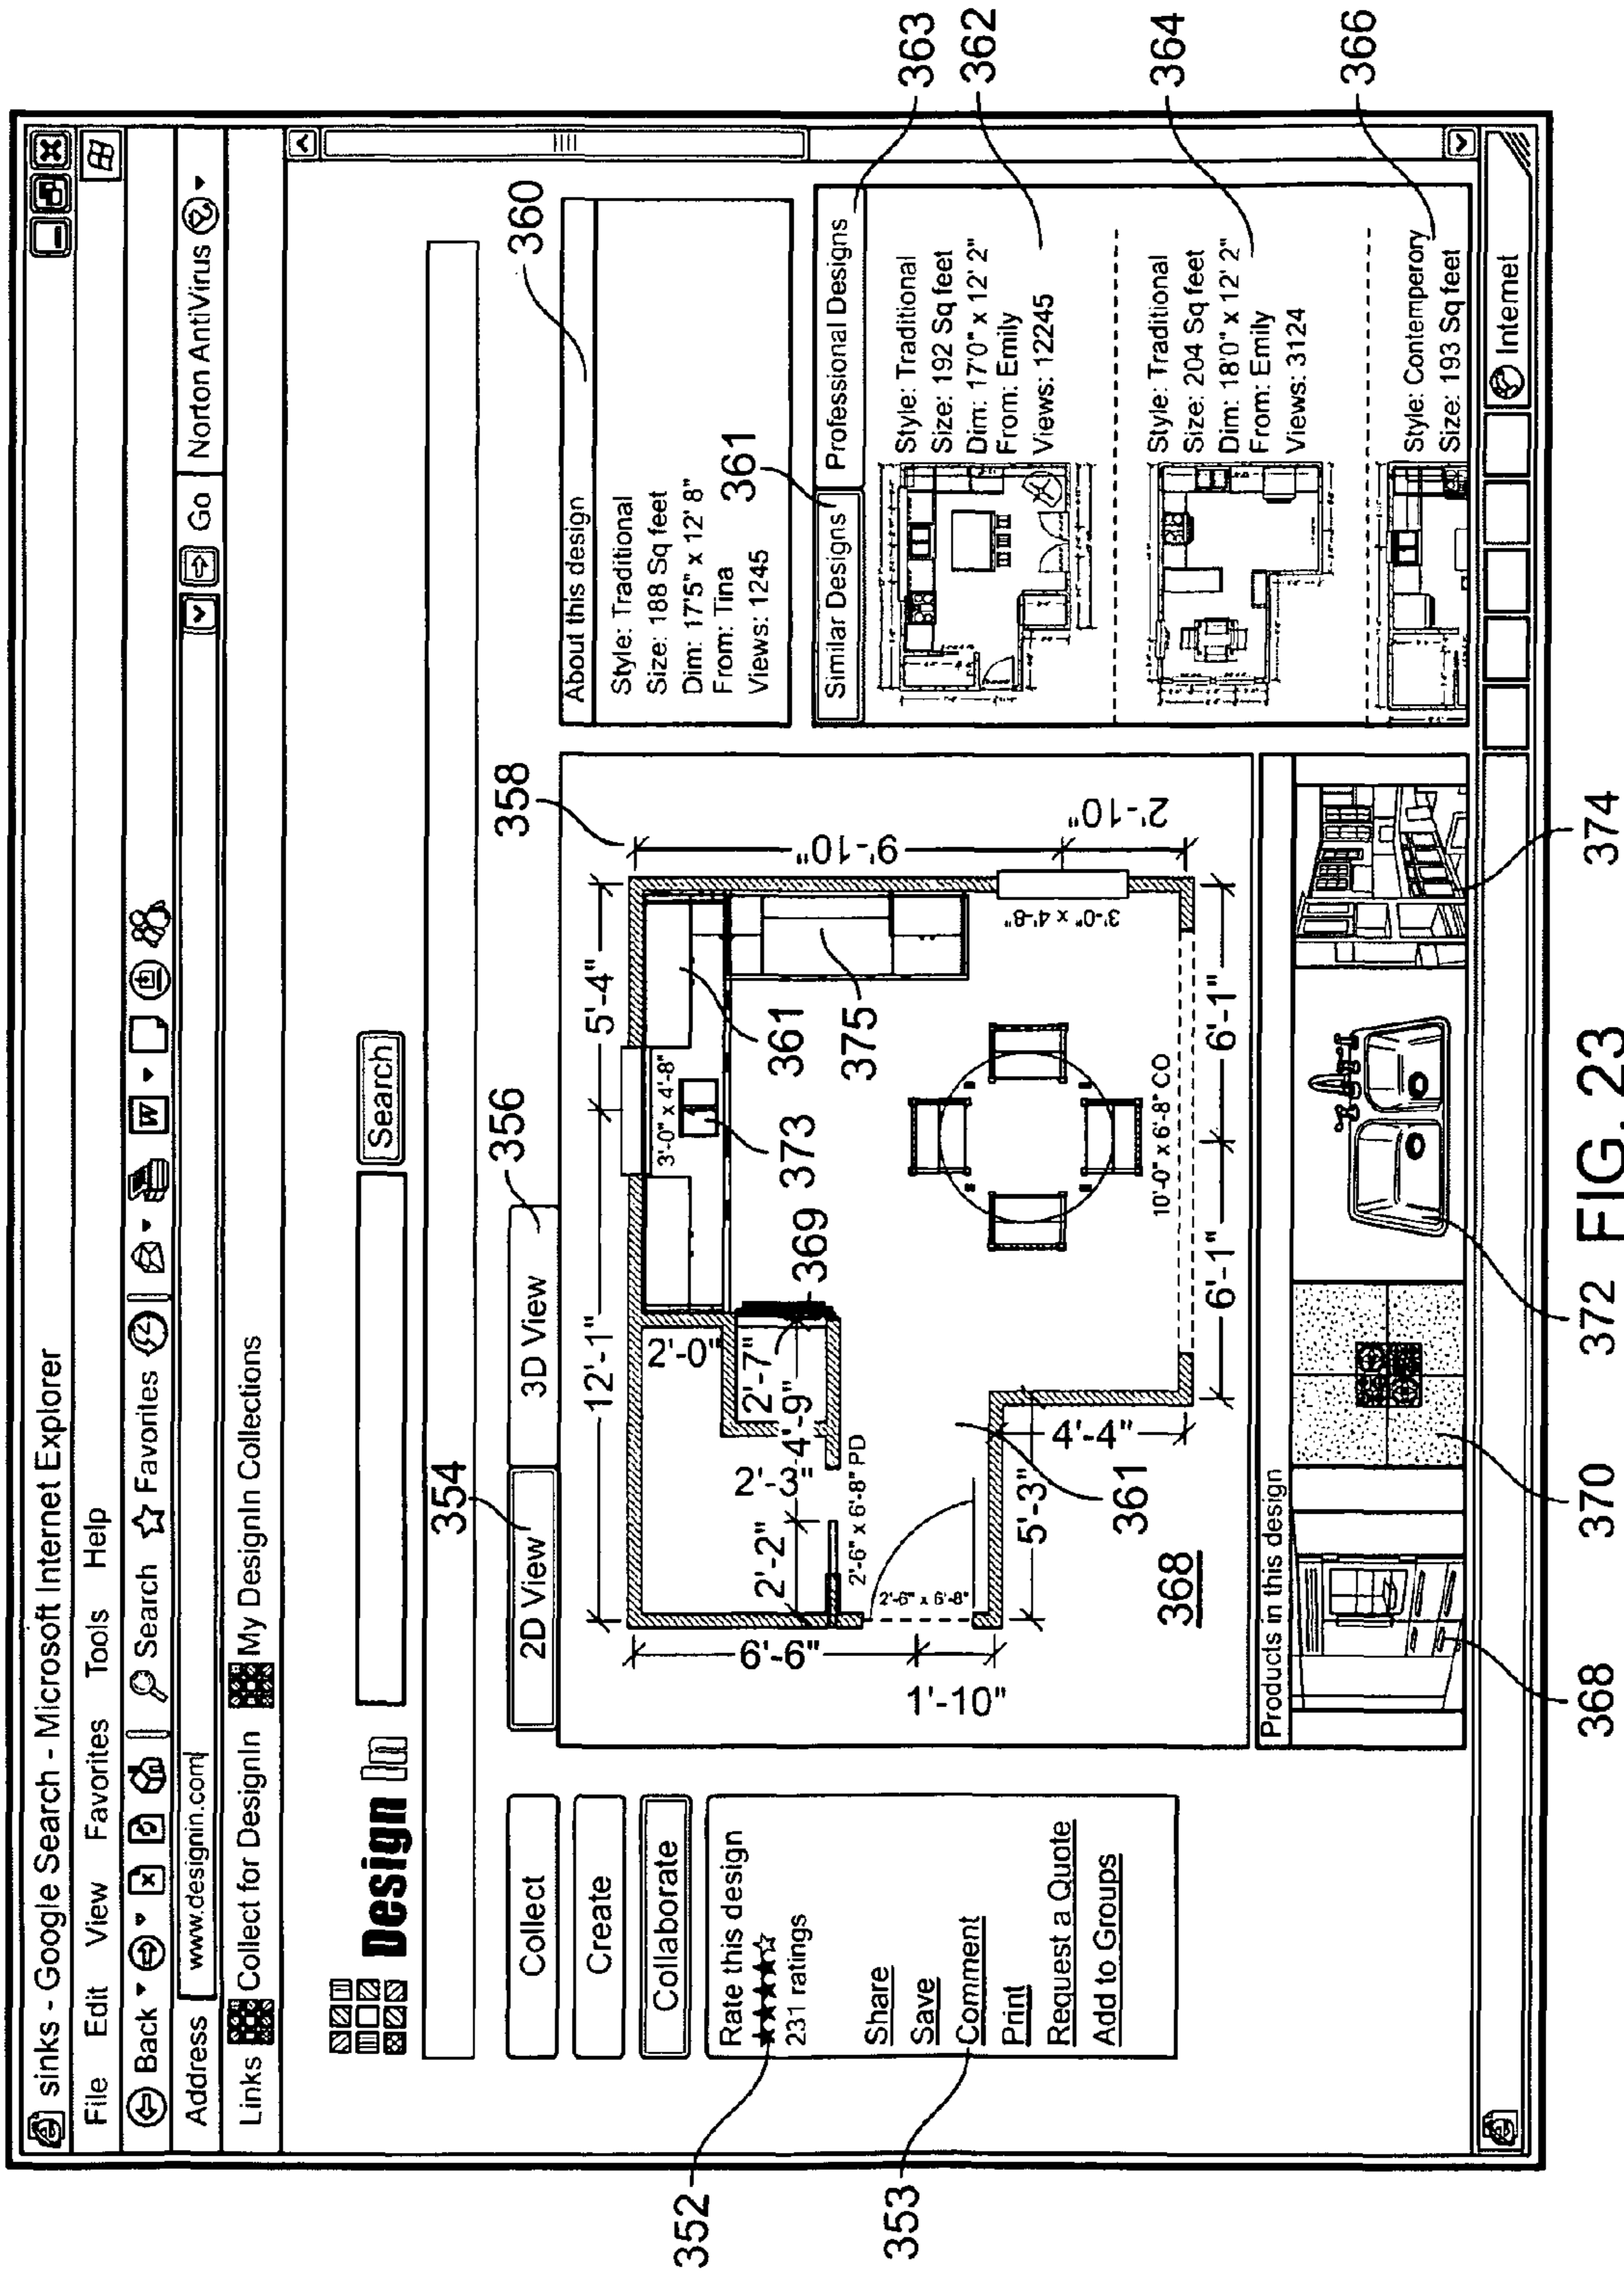 sinks - Google Search - Microsoft Internet Explorer
File Edit View Favorites Tools Help
Back Search Favorites W
Address www.designin.com Go Norton AntiVirus
Links Collect for DesignIn My DesignIn Collections
Design In
Search
Collect
Create
Collaborate
Rate this design
231 ratings
Share
Save
Comment
Print
Request a Quote
Add to Groups
352
353
354
2D View
3D View
356
358
12'-1"
5'-4"
3'-0" x 4'-8"
2'-0"
2'-7"
4'-9"
2'-3"
2'-2"
2'-6" x 6'-8" PD
2'-6" x 6'-8"
6'-6"
1'-10"
5'-3"
4'-4"
6'-1"
6'-1"
10'-0" x 6'-8" CO
3'-0" x 4'-8"
9'-10"
2'-10"
361
373
369
375
361
368
360
About this design
Style: Traditional
Size: 188 Sq feet
Dim: 17'5" x 12' 8"
From: Tina
Views: 1245
361
Similar Designs
Professional Designs
363
Style: Traditional
Size: 192 Sq feet
Dim: 17'0" x 12' 2"
From: Emily
Views: 12245
362
Style: Traditional
Size: 204 Sq feet
Dim: 18'0" x 12' 2"
From: Emily
Views: 3124
364
Style: Contemperory
Size: 193 Sq feet
366
Products in this design
Internet
368
370
372
374
FIG. 23